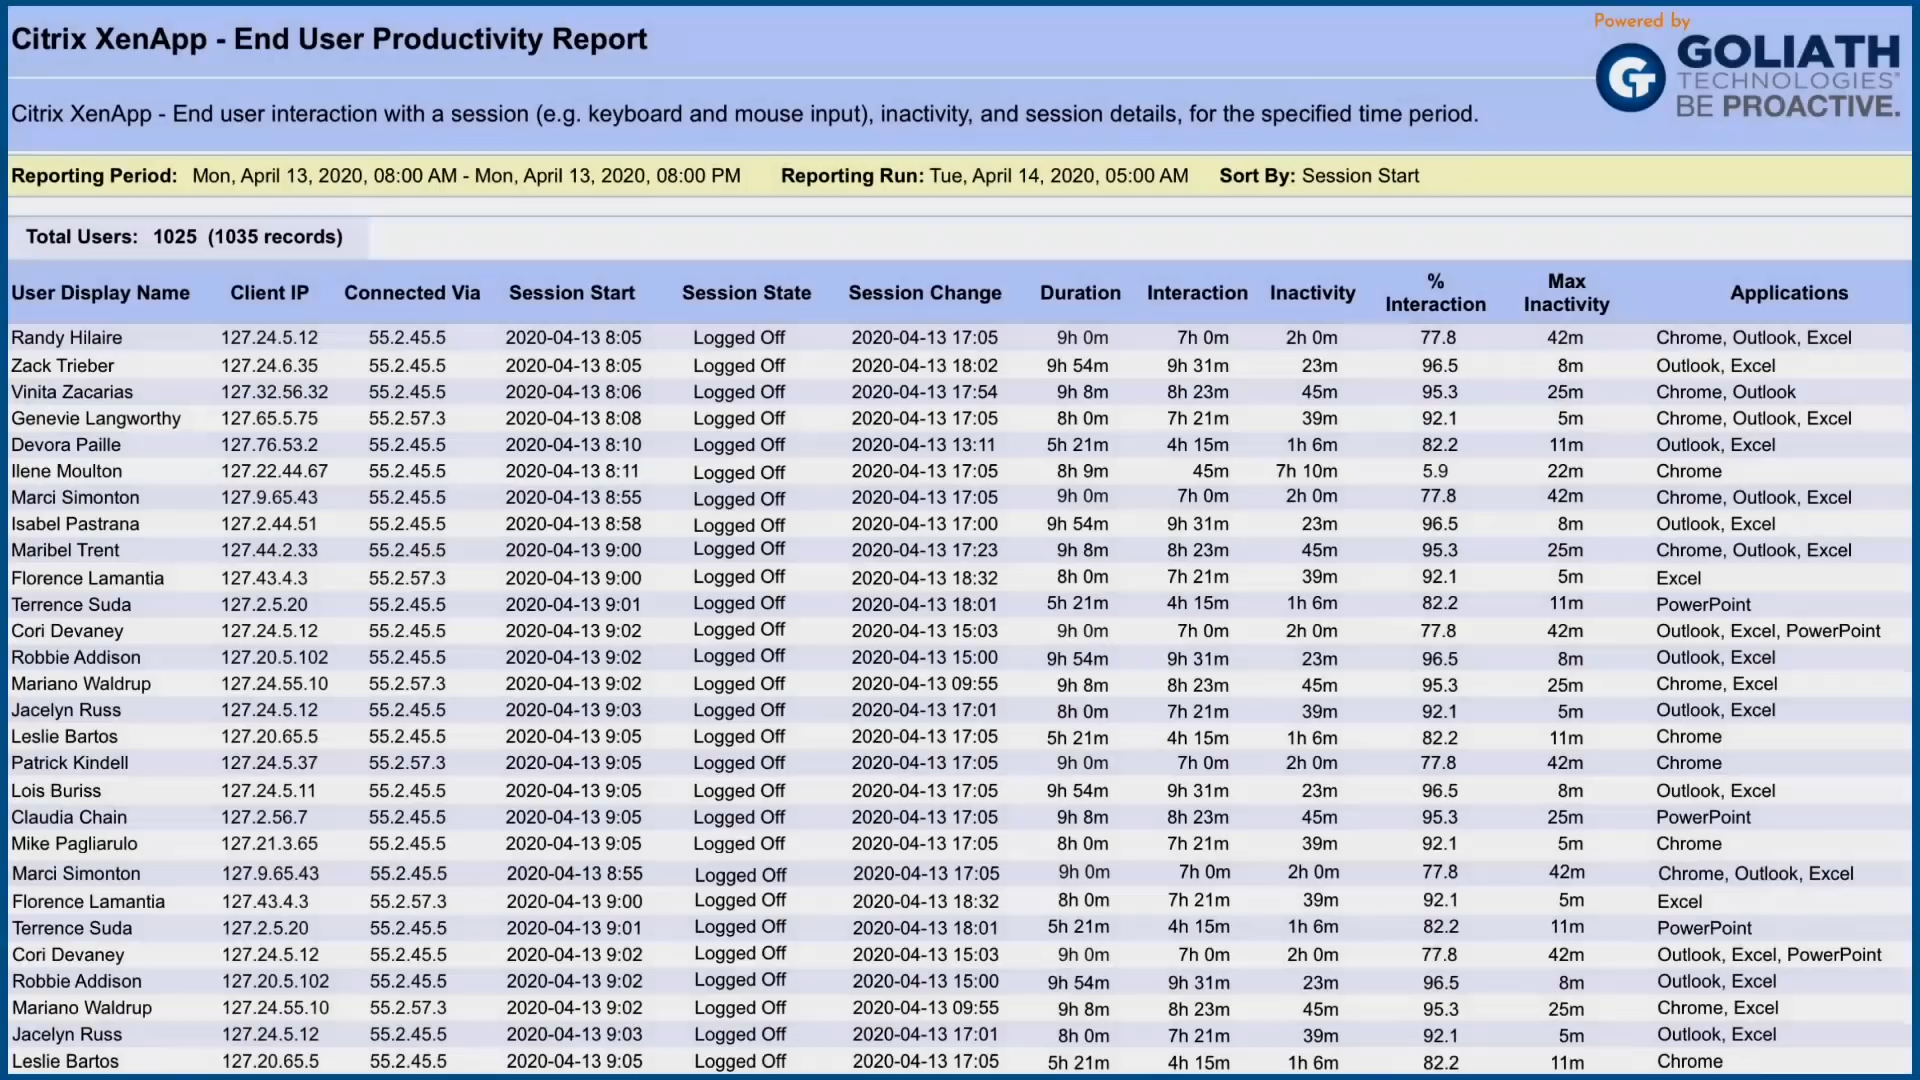 Powered by
GOLIATH
TECHNOLOGIES
BE PROACTIVE.
Citrix XenApp - End User Productivity Report
Citrix XenApp - End user interaction with a session (e.g. keyboard and mouse input), inactivity, and session details, for the specified time period.
Reporting Period: Mon, April 13, 2020, 08:00 AM - Mon, April 13, 2020, 08:00 PM Reporting Run: Tue, April 14, 2020, 05:00 AM Sort By: Session Start
Total Users: 1025 (1035 records)
User Display Name Client IP Connected Via Session Start Session State Session Change Duration Interaction Inactivity % Interaction Max Inactivity Applications
Randy Hilaire 127.24.5.12 55.2.45.5 2020-04-13 8:05 Logged Off 2020-04-13 17:05 9h 0m 7h 0m 2h 0m 77.8 42m Chrome, Outlook, Excel
Zack Trieber 127.24.6.35 55.2.45.5 2020-04-13 8:05 Logged Off 2020-04-13 18:02 9h 54m 9h 31m 23m 96.5 8m Outlook, Excel
Vinita Zacarias 127.32.56.32 55.2.45.5 2020-04-13 8:06 Logged Off 2020-04-13 17:54 9h 8m 8h 23m 45m 95.3 25m Chrome, Outlook
Genevie Langworthy 127.65.5.75 55.2.57.3 2020-04-13 8:08 Logged Off 2020-04-13 17:05 8h 0m 7h 21m 39m 92.1 5m Chrome, Outlook, Excel
Devora Paille 127.76.53.2 55.2.45.5 2020-04-13 8:10 Logged Off 2020-04-13 13:11 5h 21m 4h 15m 1h 6m 82.2 11m Outlook, Excel
Ilene Moulton 127.22.44.67 55.2.45.5 2020-04-13 8:11 Logged Off 2020-04-13 17:05 8h 9m 45m 7h 10m 5.9 22m Chrome
Marci Simonton 127.9.65.43 55.2.45.5 2020-04-13 8:55 Logged Off 2020-04-13 17:05 9h 0m 7h 0m 2h 0m 77.8 42m Chrome, Outlook, Excel
Isabel Pastrana 127.2.44.51 55.2.45.5 2020-04-13 8:58 Logged Off 2020-04-13 17:00 9h 54m 9h 31m 23m 96.5 8m Outlook, Excel
Maribel Trent 127.44.2.33 55.2.45.5 2020-04-13 9:00 Logged Off 2020-04-13 17:23 9h 8m 8h 23m 45m 95.3 25m Chrome, Outlook, Excel
Florence Lamantia 127.43.4.3 55.2.57.3 2020-04-13 9:00 Logged Off 2020-04-13 18:32 8h 0m 7h 21m 39m 92.1 5m Excel
Terrence Suda 127.2.5.20 55.2.45.5 2020-04-13 9:01 Logged Off 2020-04-13 18:01 5h 21m 4h 15m 1h 6m 82.2 11m PowerPoint
Cori Devaney 127.24.5.12 55.2.45.5 2020-04-13 9:02 Logged Off 2020-04-13 15:03 9h 0m 7h 0m 2h 0m 77.8 42m Outlook, Excel, PowerPoint
Robbie Addison 127.20.5.102 55.2.45.5 2020-04-13 9:02 Logged Off 2020-04-13 15:00 9h 54m 9h 31m 23m 96.5 8m Outlook, Excel
Mariano Waldrup 127.24.55.10 55.2.57.3 2020-04-13 9:02 Logged Off 2020-04-13 09:55 9h 8m 8h 23m 45m 95.3 25m Chrome, Excel
Jacelyn Russ 127.24.5.12 55.2.45.5 2020-04-13 9:03 Logged Off 2020-04-13 17:01 8h 0m 7h 21m 39m 92.1 5m Outlook, Excel
Leslie Bartos 127.20.65.5 55.2.45.5 2020-04-13 9:05 Logged Off 2020-04-13 17:05 5h 21m 4h 15m 1h 6m 82.2 11m Chrome
Patrick Kindell 127.24.5.37 55.2.57.3 2020-04-13 9:05 Logged Off 2020-04-13 17:05 9h 0m 7h 0m 2h 0m 77.8 42m Chrome
Lois Buriss 127.24.5.11 55.2.45.5 2020-04-13 9:05 Logged Off 2020-04-13 17:05 9h 54m 9h 31m 23m 96.5 8m Outlook, Excel
Claudia Chain 127.2.56.7 55.2.45.5 2020-04-13 9:05 Logged Off 2020-04-13 17:05 9h 8m 8h 23m 45m 95.3 25m PowerPoint
Mike Pagliarulo 127.21.3.65 55.2.45.5 2020-04-13 9:05 Logged Off 2020-04-13 17:05 8h 0m 7h 21m 39m 92.1 5m Chrome
Marci Simonton 127.9.65.43 55.2.45.5 2020-04-13 8:55 Logged Off 2020-04-13 17:05 9h 0m 7h 0m 2h 0m 77.8 42m Chrome, Outlook, Excel
Florence Lamantia 127.43.4.3 55.2.57.3 2020-04-13 9:00 Logged Off 2020-04-13 18:32 8h 0m 7h 21m 39m 92.1 5m Excel
Terrence Suda 127.2.5.20 55.2.45.5 2020-04-13 9:01 Logged Off 2020-04-13 18:01 5h 21m 4h 15m 1h 6m 82.2 11m PowerPoint
Cori Devaney 127.24.5.12 55.2.45.5 2020-04-13 9:02 Logged Off 2020-04-13 15:03 9h 0m 7h 0m 2h 0m 77.8 42m Outlook, Excel, PowerPoint
Robbie Addison 127.20.5.102 55.2.45.5 2020-04-13 9:02 Logged Off 2020-04-13 15:00 9h 54m 9h 31m 23m 96.5 8m Outlook, Excel
Mariano Waldrup 127.24.55.10 55.2.57.3 2020-04-13 9:02 Logged Off 2020-04-13 09:55 9h 8m 8h 23m 45m 95.3 25m Chrome, Excel
Jacelyn Russ 127.24.5.12 55.2.45.5 2020-04-13 9:03 Logged Off 2020-04-13 17:01 8h 0m 7h 21m 39m 92.1 5m Outlook, Excel
Leslie Bartos 127.20.65.5 55.2.45.5 2020-04-13 9:05 Logged Off 2020-04-13 17:05 5h 21m 4h 15m 1h 6m 82.2 11m Chrome